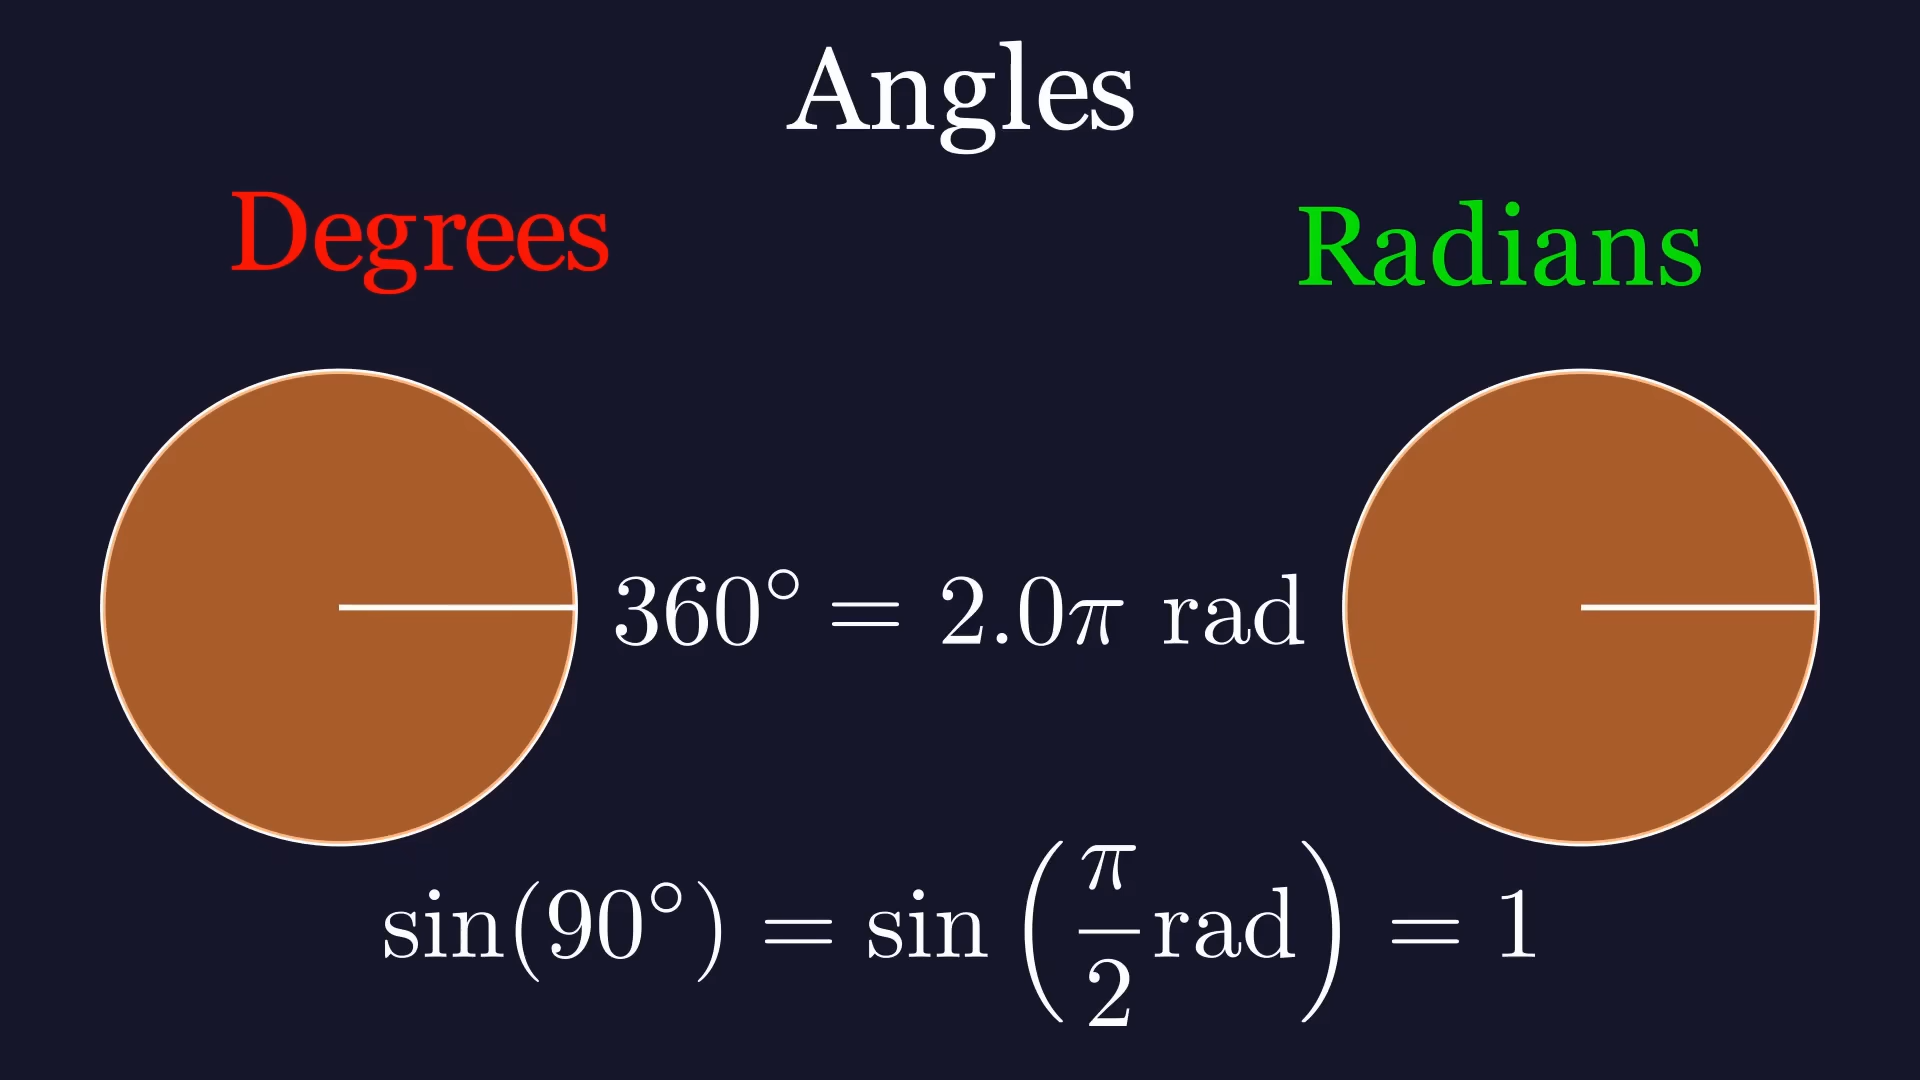 Angles
Degrees
Radians
360° = 2.0π rad
sin(90°) = sin(π/2 rad) = 1